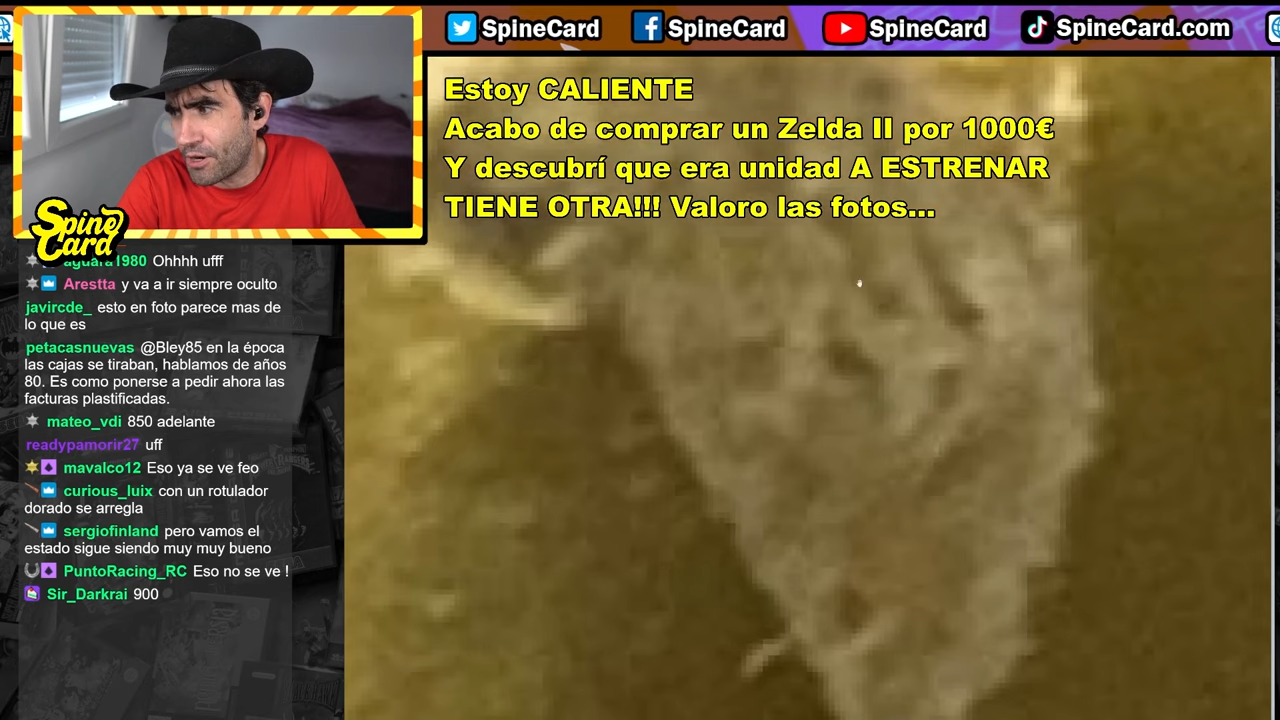 SpineCard
SpineCard
SpineCard
SpineCard.com
Estoy CALIENTE
Acabo de comprar un Zelda II por 1000€
Y descubrí que era unidad A ESTRENAR
TIENE OTRA!!! Valoro las fotos...
Spine
Card
aguara1980 Ohhhh ufff
Arestta y va a ir siempre oculto
javircde_ esto en foto parece mas de
lo que es
petacasnuevas @Bley85 en la época
las cajas se tiraban, hablamos de años
80. Es como ponerse a pedir ahora las
facturas plastificadas.
mateo_vdi 850 adelante
readypamorir27 uff
mavalco12 Eso ya se ve feo
curious_luix con un rotulador
dorado se arregla
sergiofinland pero vamos el
estado sigue siendo muy muy bueno
PuntoRacing_RC Eso no se ve !
Sir_Darkrai 900